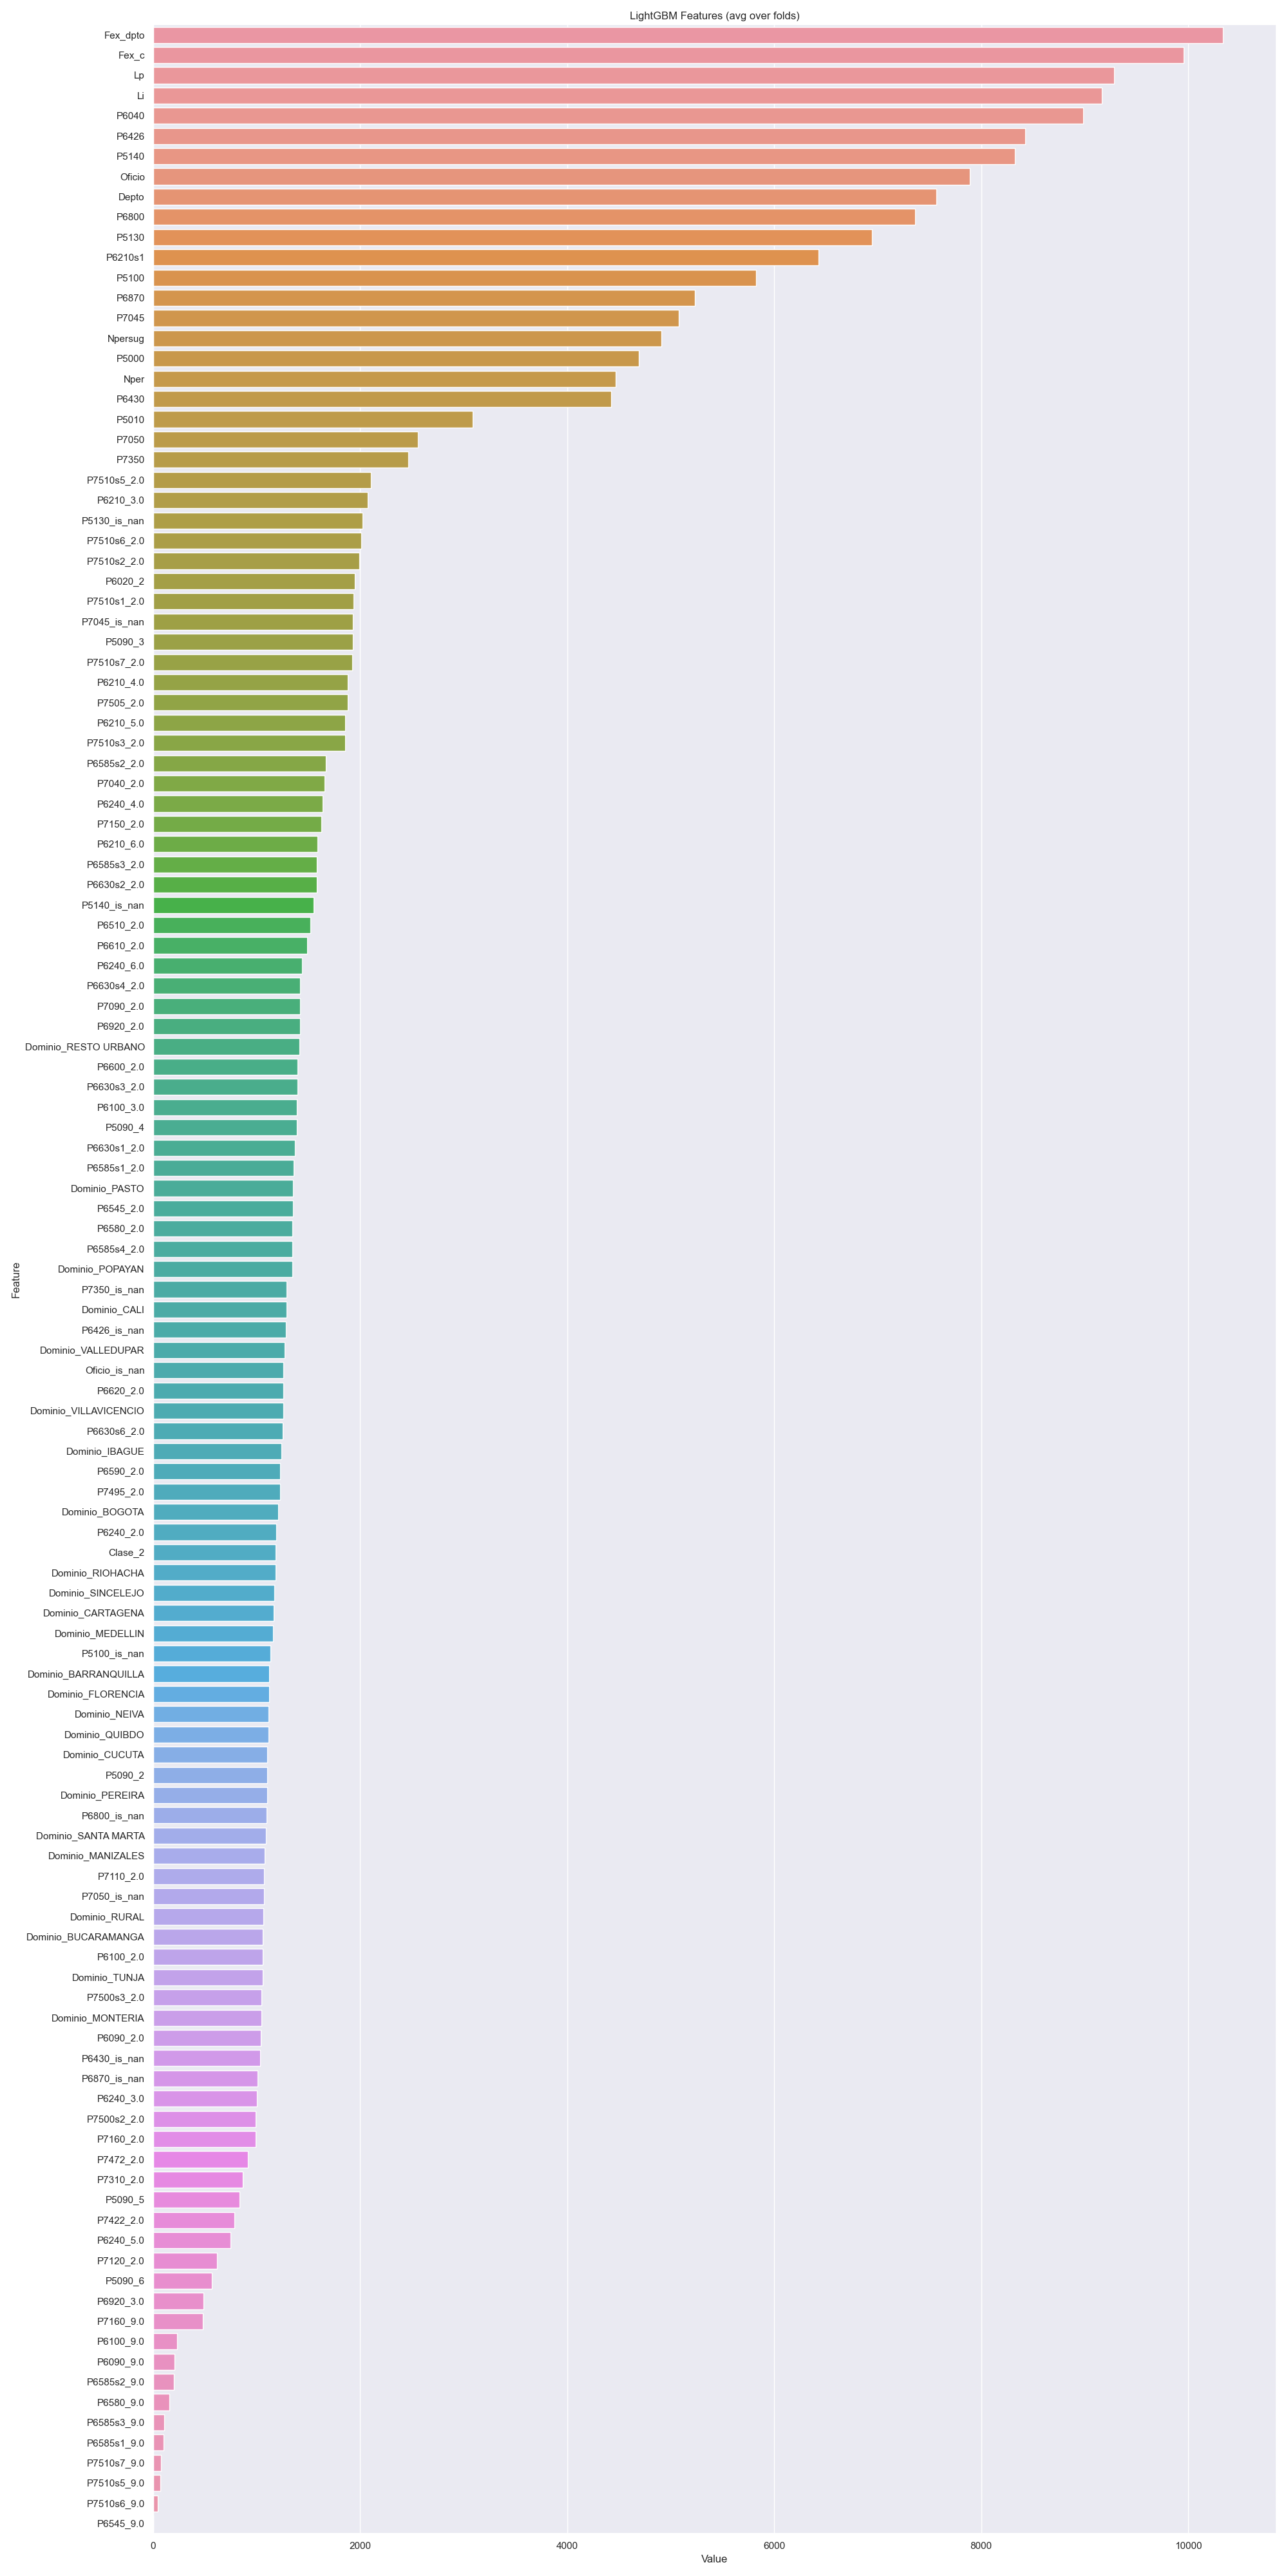 LightGBM Features (avg over folds)
Fex_dpto
Fex_c
Lp
Li
P6040
P6426
P5140
Oficio
Depto
P6800
P5130
P6210s1
P5100
P6870
P7045
Npersug
P5000
Nper
P6430
P5010
P7050
P7350
P7510s5_2.0
P6210_3.0
P5130_is_nan
P7510s6_2.0
P7510s2_2.0
P6020_2
P7510s1_2.0
P7045_is_nan
P5090_3
P7510s7_2.0
P6210_4.0
P7505_2.0
P6210_5.0
P7510s3_2.0
P6585s2_2.0
P7040_2.0
P6240_4.0
P7150_2.0
P6210_6.0
P6585s3_2.0
P6630s2_2.0
P5140_is_nan
P6510_2.0
P6610_2.0
P6240_6.0
P6630s4_2.0
P7090_2.0
P6920_2.0
Dominio_RESTO URBANO
P6600_2.0
P6630s3_2.0
P6100_3.0
P5090_4
P6630s1_2.0
P6585s1_2.0
Dominio_PASTO
P6545_2.0
P6580_2.0
P6585s4_2.0
Dominio_POPAYAN
P7350_is_nan
Dominio_CALI
P6426_is_nan
Dominio_VALLEDUPAR
Oficio_is_nan
P6620_2.0
Dominio_VILLAVICENCIO
P6630s6_2.0
Dominio_IBAGUE
P6590_2.0
P7495_2.0
Dominio_BOGOTA
P6240_2.0
Clase_2
Dominio_RIOHACHA
Dominio_SINCELEJO
Dominio_CARTAGENA
Dominio_MEDELLIN
P5100_is_nan
Dominio_BARRANQUILLA
Dominio_FLORENCIA
Dominio_NEIVA
Dominio_QUIBDO
Dominio_CUCUTA
P5090_2
Dominio_PEREIRA
P6800_is_nan
Dominio_SANTA MARTA
Dominio_MANIZALES
P7110_2.0
P7050_is_nan
Dominio_RURAL
Dominio_BUCARAMANGA
P6100_2.0
Dominio_TUNJA
P7500s3_2.0
Dominio_MONTERIA
P6090_2.0
P6430_is_nan
P6870_is_nan
P6240_3.0
P7500s2_2.0
P7160_2.0
P7472_2.0
P7310_2.0
P5090_5
P7422_2.0
P6240_5.0
P7120_2.0
P5090_6
P6920_3.0
P7160_9.0
P6100_9.0
P6090_9.0
P6585s2_9.0
P6580_9.0
P6585s3_9.0
P6585s1_9.0
P7510s7_9.0
P7510s5_9.0
P7510s6_9.0
P6545_9.0
Feature
0 2000 4000 6000 8000 10000
Value